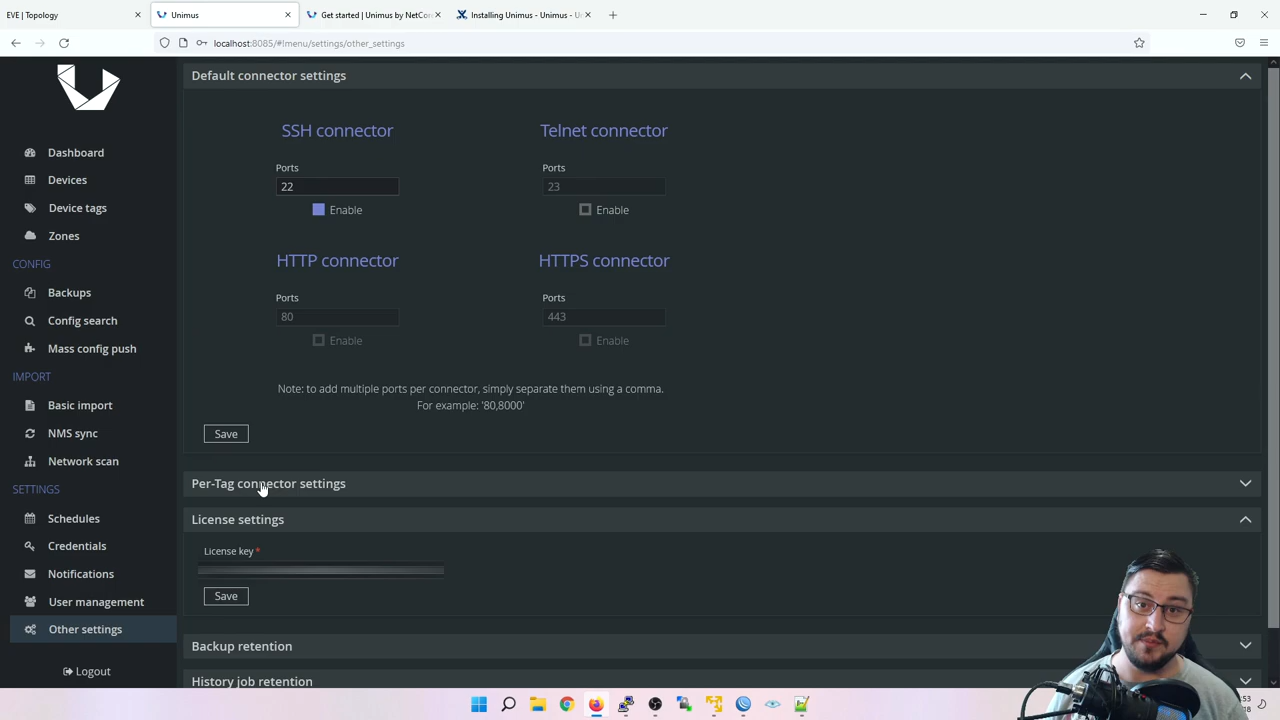 EVE | Topology
Unimus
Get started | Unimus by NetCor
Installing Unimus - Unimus - Un
localhost:8085/#!menu/settings/other_settings
Default connector settings
SSH connector
Telnet connector
Ports
Ports
22
23
Enable
Enable
HTTP connector
HTTPS connector
Ports
Ports
80
443
Enable
Enable
Note: to add multiple ports per connector, simply separate them using a comma.
For example: '80,8000'
Save
Per-Tag connector settings
License settings
License key *
Save
Backup retention
History job retention
Dashboard
Devices
Device tags
Zones
CONFIG
Backups
Config search
Mass config push
IMPORT
Basic import
NMS sync
Network scan
SETTINGS
Schedules
Credentials
Notifications
User management
Other settings
Logout